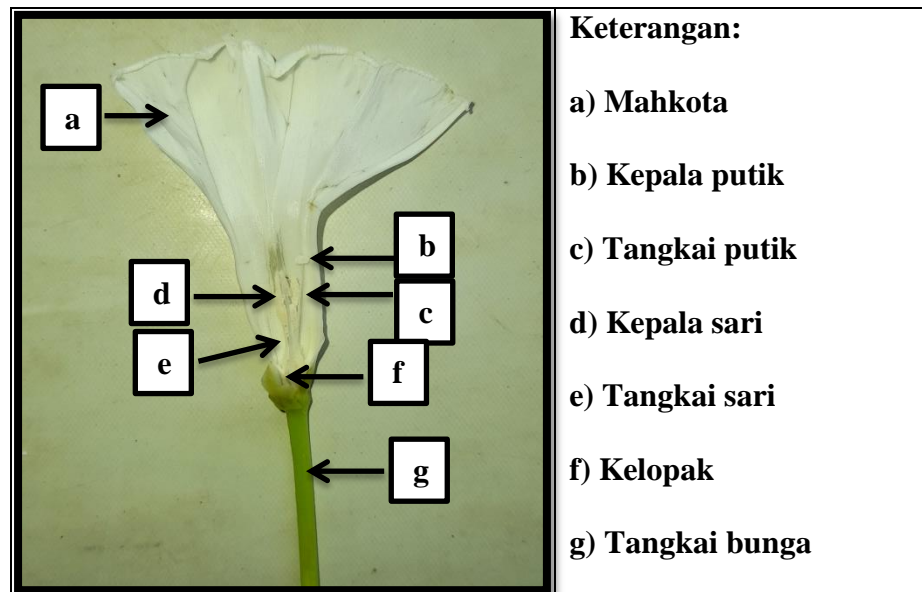 Keterangan:
a) Mahkota
b) Kepala putik
c) Tangkai putik
d) Kepala sari
e) Tangkai sari
f) Kelopak
g) Tangkai bunga
a
b
d
c
e
f
g